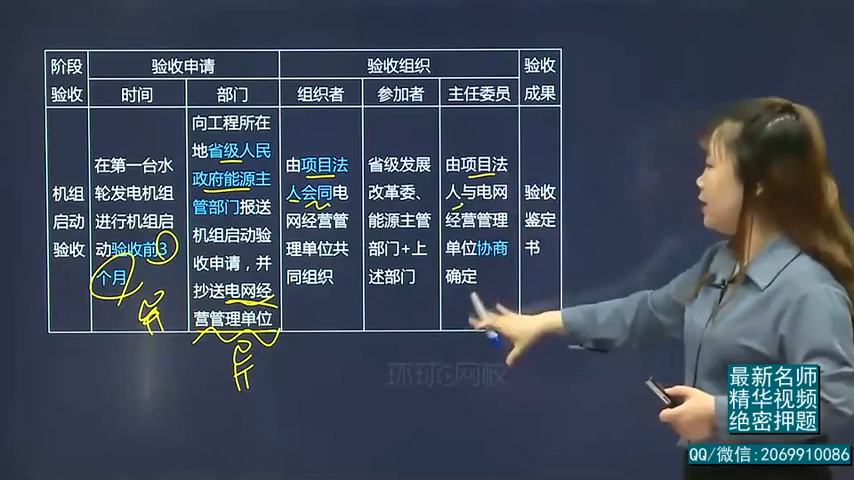 阶段 验收申请 验收组织 验收
验收 时间 部门 组织者 参加者 主任委员 成果
机组
启动
验收
在第一台水
轮发电机组
进行机组启
动验收前3
个月
向工程所在
地省级人民
政府能源主
管部门报送
机组启动验
收申请，并
抄送电网经
营管理单位
由项目法
人会同电
网经营管
理单位共
同组织
省级发展
改革委、
能源主管
部门+上
述部门
由项目法
人与电网
经营管理
单位协商
确定
验收
鉴定
书
环球网校
最新名师
精华视频
绝密押题
QQ/微信:2069910086